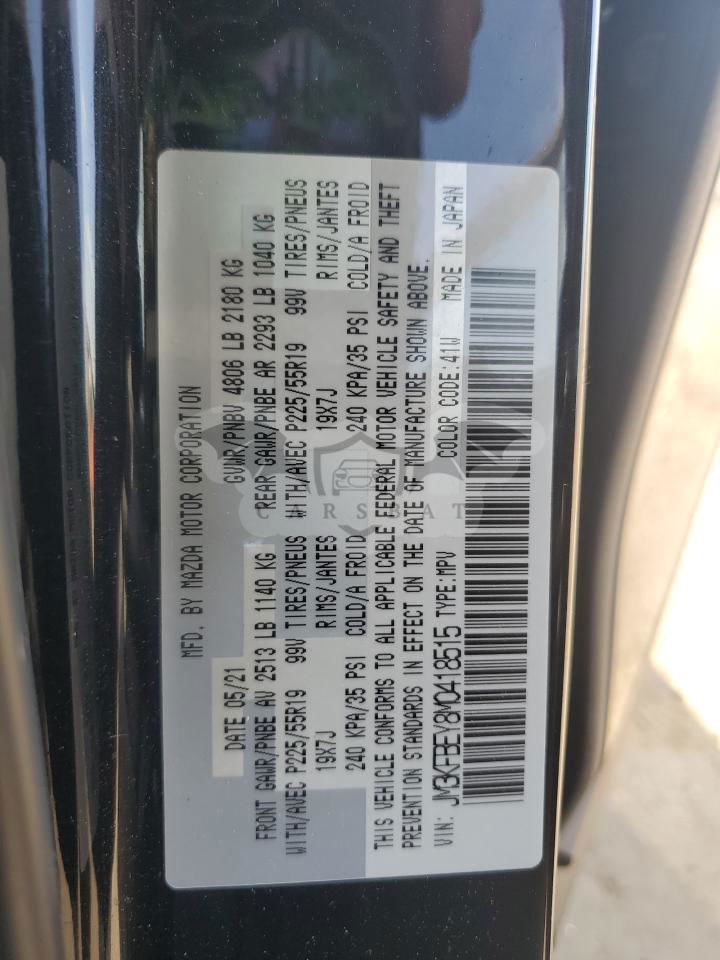 MFD. BY MAZDA MOTOR CORPORATION
DATE 05/21 GVWR/PNBV 4806 LB 2180 KG
FRONT GAWR/PNBE AV 2513 LB 1140 KG REAR GAWR/PNBE AR 2293 LB 1040 KG
WITH/AVEC P225/55R19 99V TIRES/PNEUS WITH/AVEC P225/55R19 99V TIRES/PNEUS
19X7J RIMS/JANTES 19X7J RIMS/JANTES
240 KPA/35 PSI COLD/A FROID 240 KPA/35 PSI COLD/A FROID
THIS VEHICLE CONFORMS TO ALL APPLICABLE FEDERAL MOTOR VEHICLE SAFETY AND THEFT
PREVENTION STANDARDS IN EFFECT ON THE DATE OF MANUFACTURE SHOWN ABOVE.
VIN: JM3KFBEY8M0418515 TYPE:MPV COLOR CODE:41W MADE IN JAPAN
CARSBAT